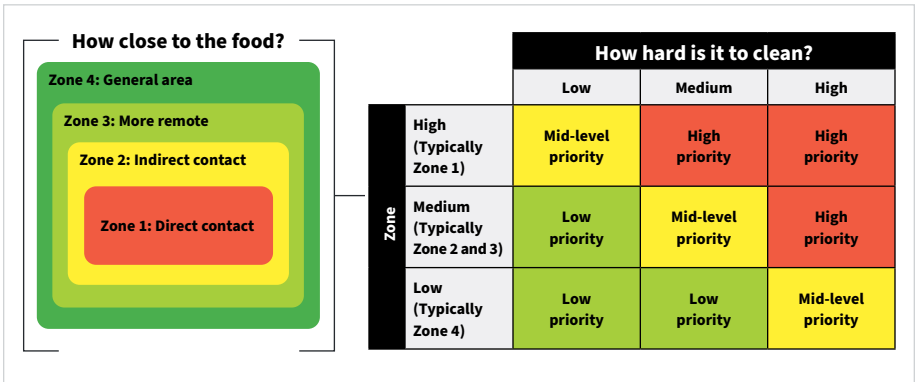 How close to the food?
Zone 4: General area
Zone 3: More remote
Zone 2: Indirect contact
Zone 1: Direct contact
How hard is it to clean?
Low
Medium
High
Zone
High
(Typically
Zone 1)
Mid-level
priority
High
priority
High
priority
Medium
(Typically
Zone 2 and 3)
Low
priority
Mid-level
priority
High
priority
Low
(Typically
Zone 4)
Low
priority
Low
priority
Mid-level
priority